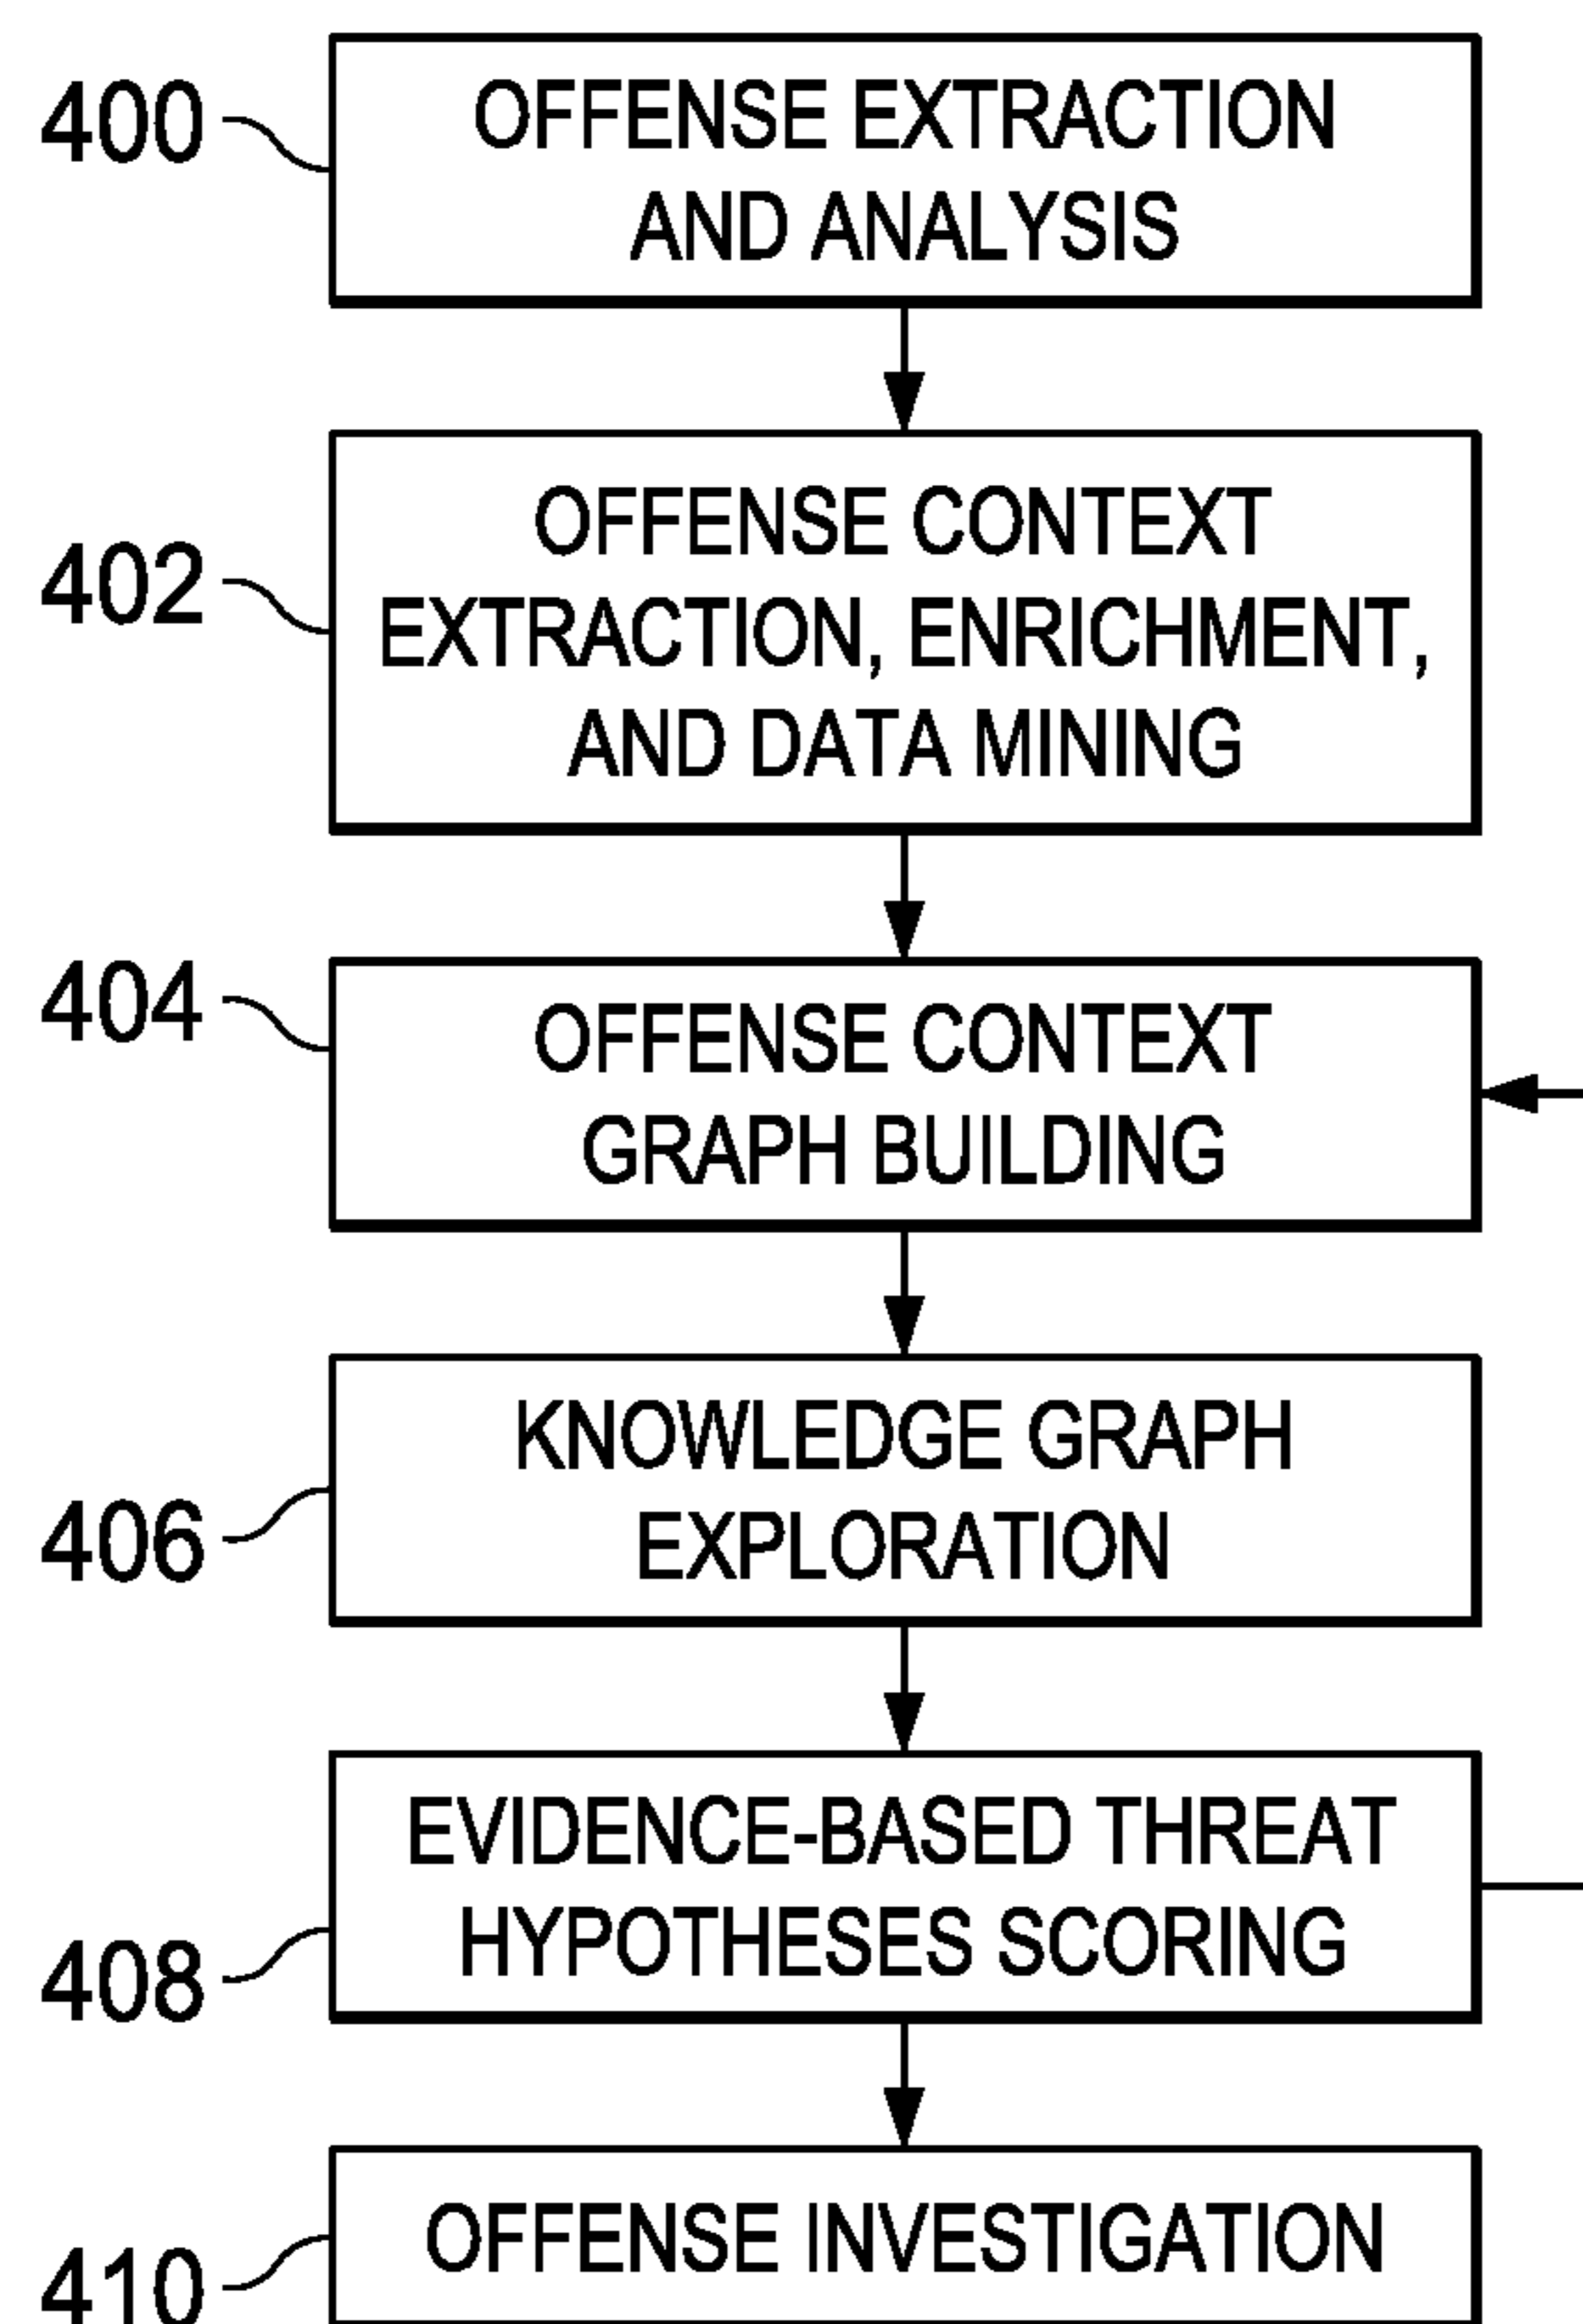 400
OFFENSE EXTRACTION
AND ANALYSIS
402
OFFENSE CONTEXT
EXTRACTION, ENRICHMENT,
AND DATA MINING
404
OFFENSE CONTEXT
GRAPH BUILDING
406
KNOWLEDGE GRAPH
EXPLORATION
408
EVIDENCE-BASED THREAT
HYPOTHESES SCORING
410
OFFENSE INVESTIGATION